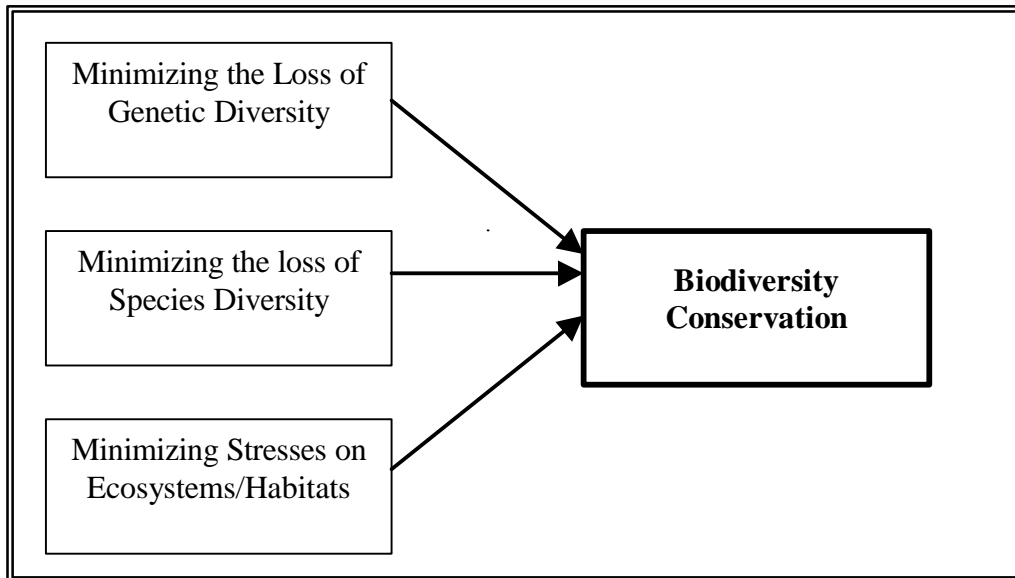 Minimizing the Loss of
Genetic Diversity
Minimizing the loss of
Species Diversity
Minimizing Stresses on
Ecosystems/Habitats
Biodiversity
Conservation